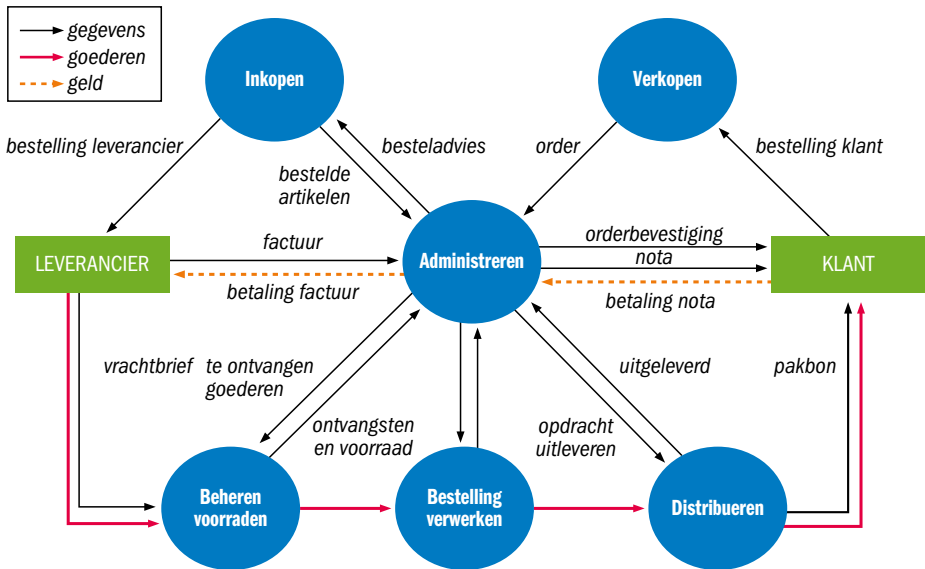 gegevens
goederen
geld
Inkopen
Verkopen
bestelling leverancier
besteladvies
order
bestelling klant
bestelde
artikelen
LEVERANCIER
factuur
betaling factuur
Administreren
orderbevestiging
nota
betaling nota
KLANT
vrachtbrief
te ontvangen
goederen
uitgeleverd
pakbon
ontvangsten
en voorraad
opdracht
uitleveren
Beheren
voorraden
Bestelling
verwerken
Distribueren